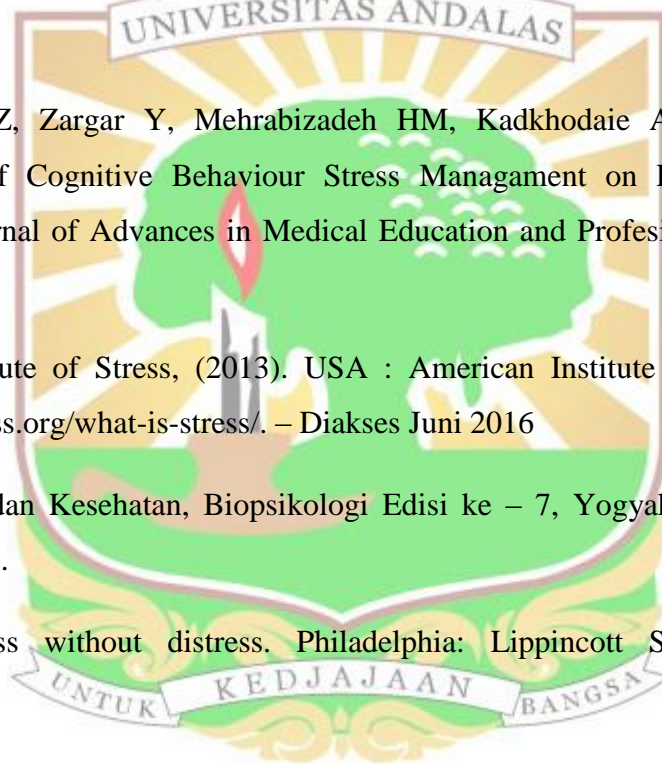 UNIVERSITAS ANDALAS
Z, Zargar Y, Mehrabizadeh HM, Kadkhodaie A
f Cognitive Behaviour Stress Managament on
rnal of Advances in Medical Education and Profesi
ute of Stress, (2013). USA : American Institute
ss.org/what-is-stress/. – Diakses Juni 2016
dan Kesehatan, Biopsikologi Edisi ke – 7, Yogyak
.
ss without distress. Philadelphia: Lippincott S
UNTUK KEDJAJAAN BANGSA